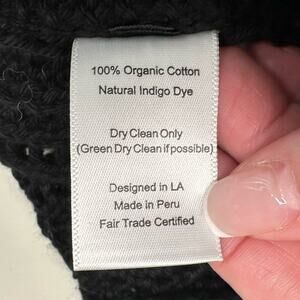 100% Organic Cotton
Natural Indigo Dye
Dry Clean Only
(Green Dry Clean if possible)
Designed in LA
Made in Peru
Fair Trade Certified